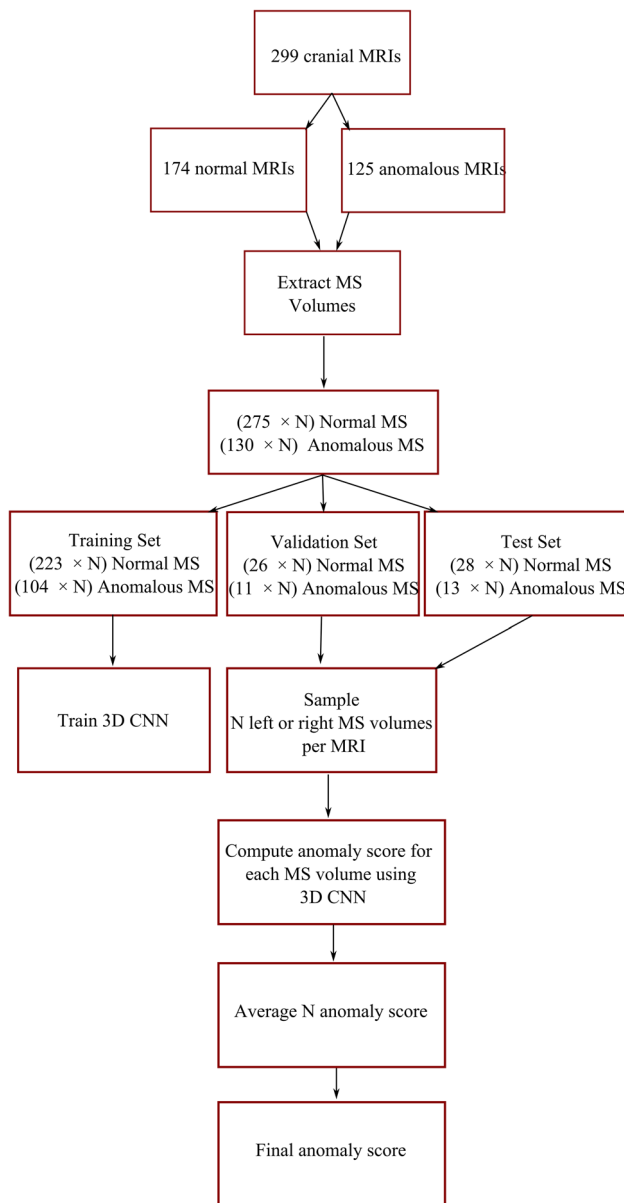 299 cranial MRIs
174 normal MRIs
125 anomalous MRIs
Extract MS
Volumes
(275 × N) Normal MS
(130 × N) Anomalous MS
Training Set
(223 × N) Normal MS
(104 × N) Anomalous MS
Validation Set
(26 × N) Normal MS
(11 × N) Anomalous MS
Test Set
(28 × N) Normal MS
(13 × N) Anomalous MS
Train 3D CNN
Sample
N left or right MS volumes
per MRI
Compute anomaly score for
each MS volume using
3D CNN
Average N anomaly score
Final anomaly score